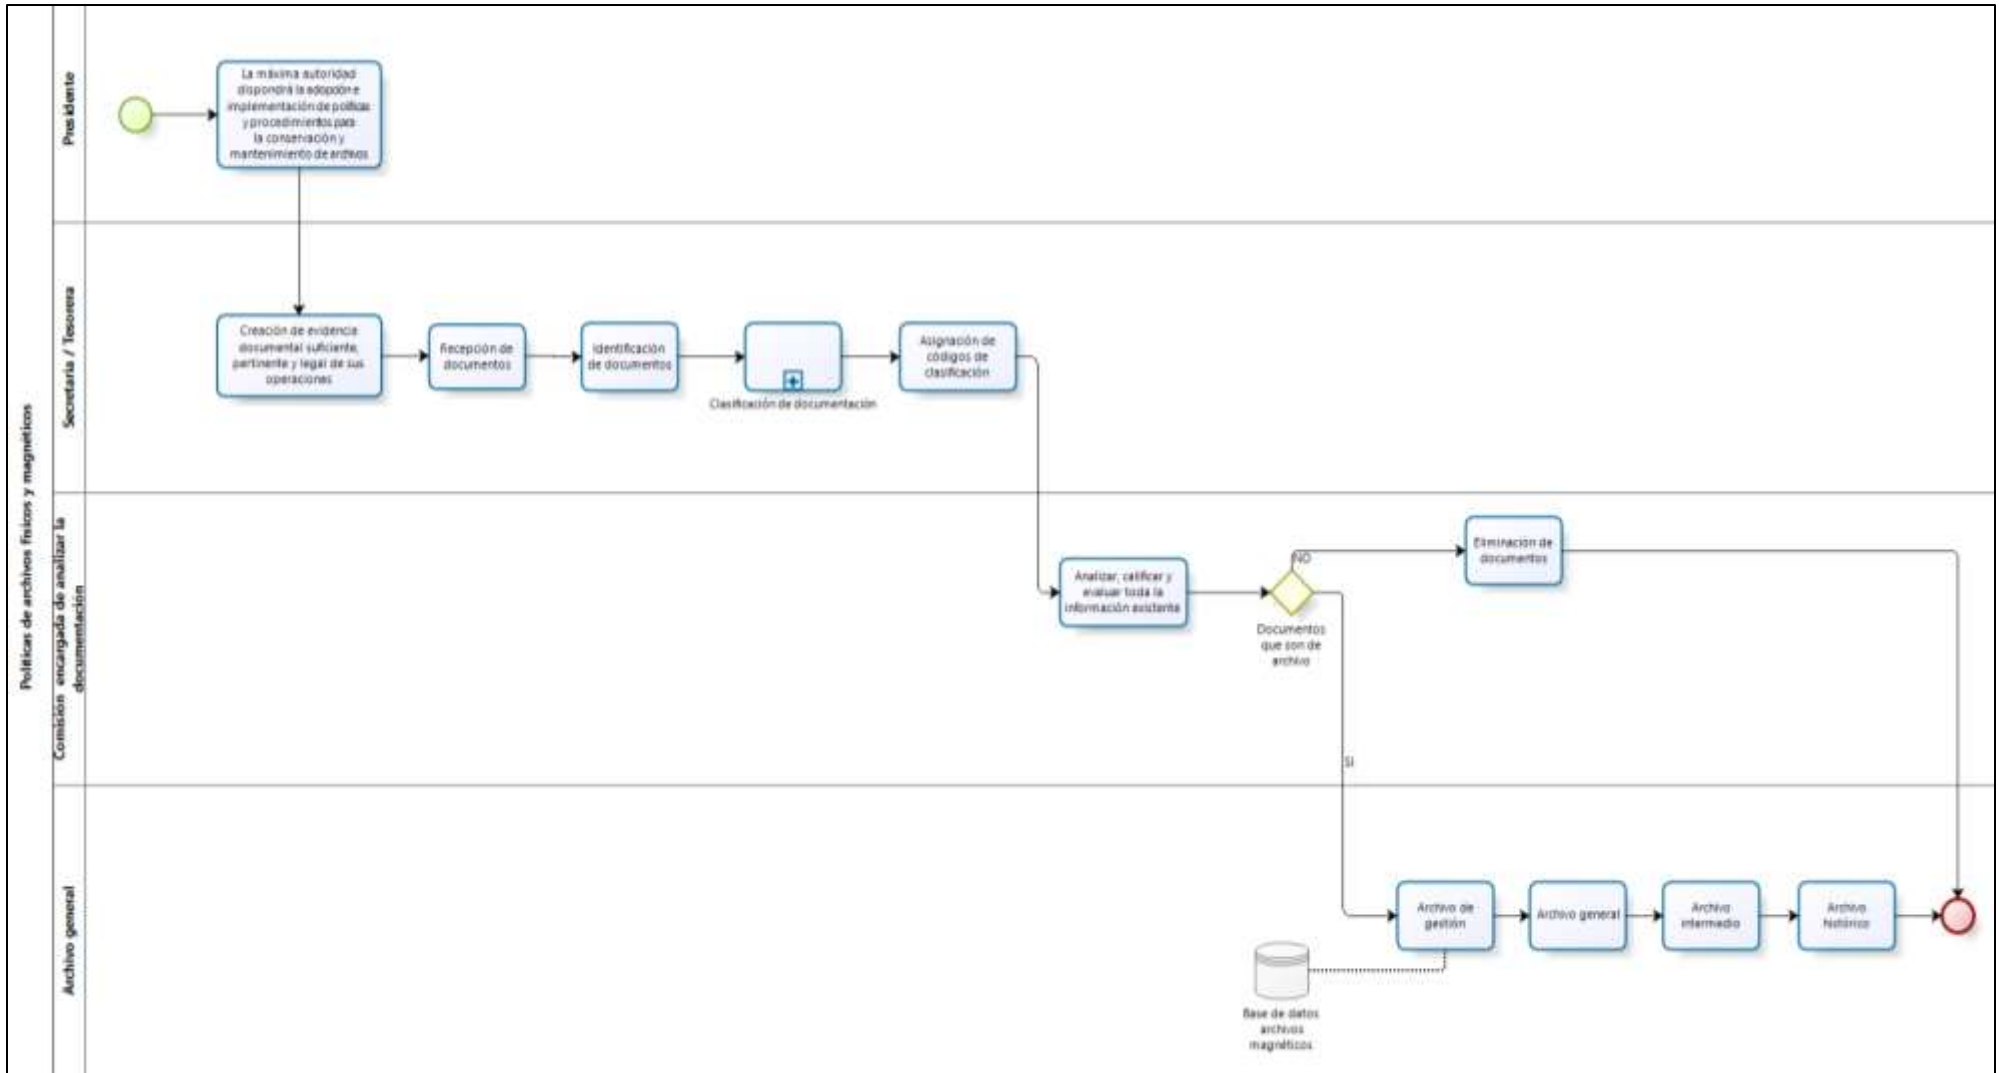 Políticas de archivos físicos y magnéticos
Presidente
La máxima autoridad
dispondrá la adopción e
implementación de políticas
y procedimientos para
la conservación y
mantenimiento de archivos
Secretaria / Tesorera
Creación de evidencia
documental suficiente,
pertinente y legal de sus
operaciones
Recepción de
documentos
Identificación
de documentos
Clasificación de documentación
Asignación de
códigos de
clasificación
Comisión encargada de analizar la
documentación
Analizar, calificar y
evaluar toda la
información existente
NO
Documentos
que son de
archivo
Eliminación de
documentos
SI
Archivo general
Archivo de
gestión
Archivo general
Archivo
intermedio
Archivo
histórico
Base de datos
archivos
magnéticos